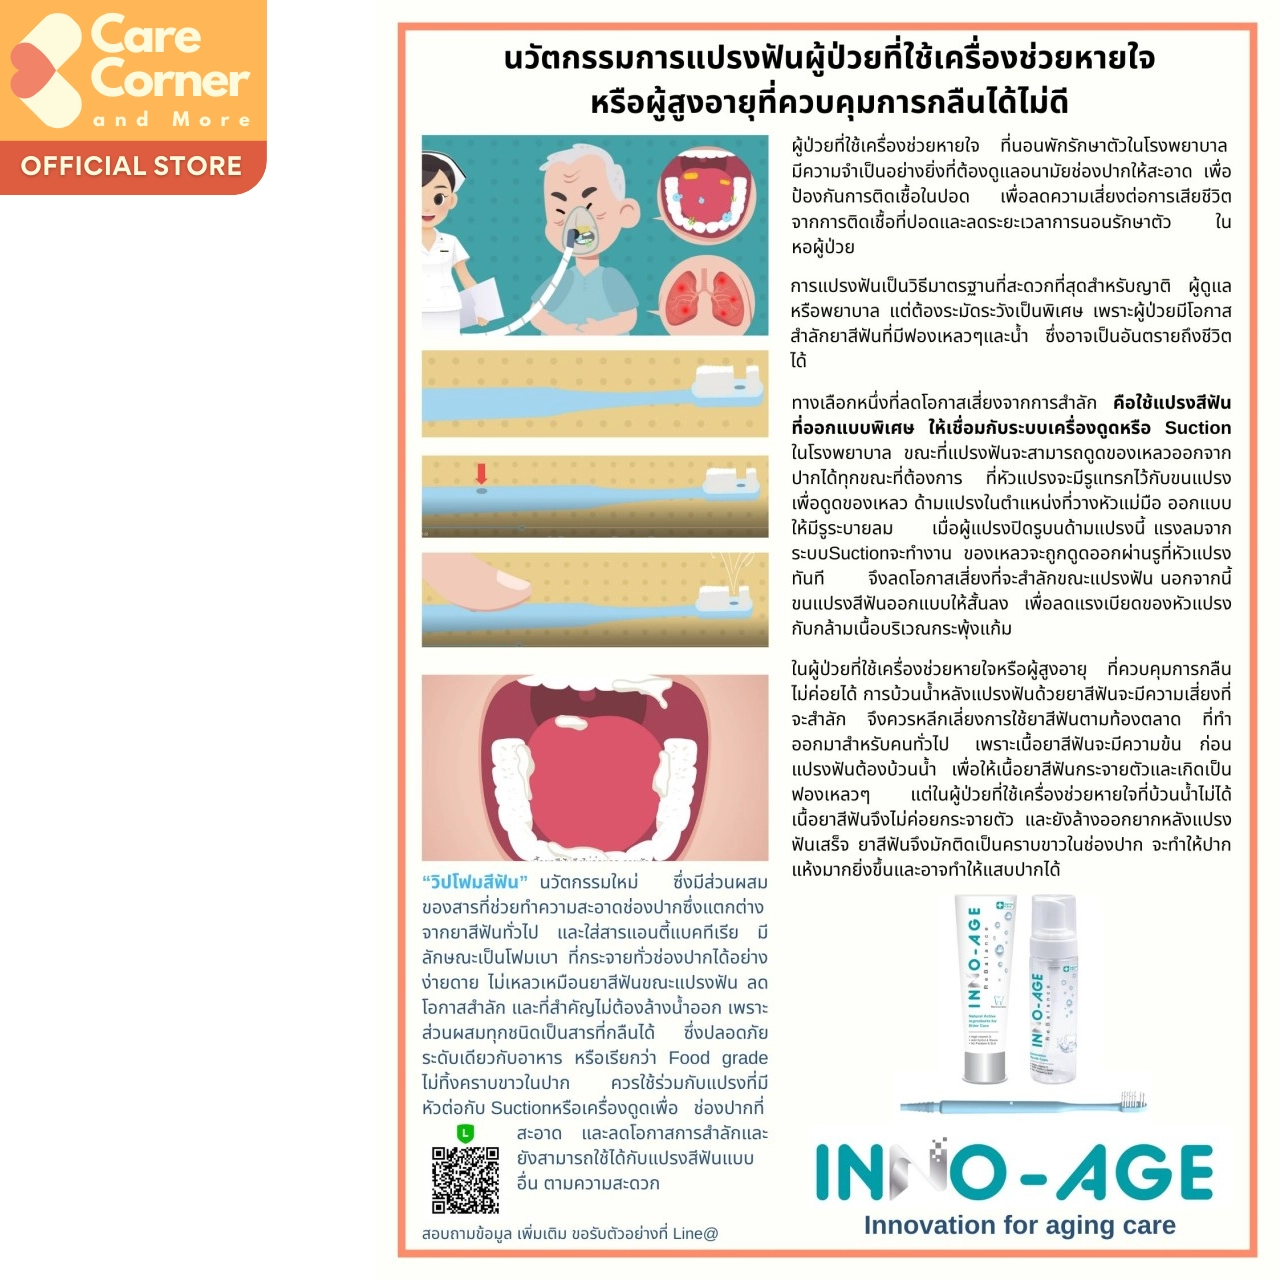 Care
Corner
and More
OFFICIAL STORE
นวัตกรรมการแปรงฟันผู้ป่วยที่ใช้เครื่องช่วยหายใจ
หรือผู้สูงอายุที่ควบคุมการกลืนได้ไม่ดี
ผู้ป่วยที่ใช้เครื่องช่วยหายใจ ที่นอนพักรักษาตัวในโรงพยาบาล
มีความจำเป็นอย่างยิ่งที่ต้องดูแลอนามัยช่องปากให้สะอาด เพื่อ
ป้องกันการติดเชื้อในปอด เพื่อลดความเสี่ยงต่อการเสียชีวิต
จากการติดเชื้อที่ปอดและลดระยะเวลาการนอนรักษาตัว ใน
หอผู้ป่วย
การแปรงฟันเป็นวิธีมาตรฐานที่สะดวกที่สุดสำหรับญาติ ผู้ดูแล
หรือพยาบาล แต่ต้องระมัดระวังเป็นพิเศษ เพราะผู้ป่วยมีโอกาส
สำลักยาสีฟันที่มีฟองเหลวๆและน้ำ ซึ่งอาจเป็นอันตรายถึงชีวิต
ได้
ทางเลือกหนึ่งที่ลดโอกาสเสี่ยงจากการสำลัก คือใช้แปรงสีฟัน
ที่ออกแบบพิเศษ ให้เชื่อมกับระบบเครื่องดูดหรือ Suction
ในโรงพยาบาล ขณะที่แปรงฟันจะสามารถดูดของเหลวออกจาก
ปากได้ทุกขณะที่ต้องการ ที่หัวแปรงจะมีรูแทรกไว้กับขนแปรง
เพื่อดูดของเหลว ด้ามแปรงในตำแหน่งที่วางหัวแม่มือ ออกแบบ
ให้มีรูระบายลม เมื่อผู้แปรงปิดรูบนด้ามแปรงนี้ แรงลมจาก
ระบบSuctionจะทำงาน ของเหลวจะถูกดูดออกผ่านรูที่หัวแปรง
ทันที จึงลดโอกาสเสี่ยงที่จะสำลักขณะแปรงฟัน นอกจากนี้
ขนแปรงสีฟันออกแบบให้สั้นลง เพื่อลดแรงเบียดของหัวแปรง
กับกล้ามเนื้อบริเวณกระพุ้งแก้ม
ในผู้ป่วยที่ใช้เครื่องช่วยหายใจหรือผู้สูงอายุ ที่ควบคุมการกลืน
ไม่ค่อยได้ การบ้วนน้ำหลังแปรงฟันด้วยยาสีฟันจะมีความเสี่ยงที่
จะสำลัก จึงควรหลีกเลี่ยงการใช้ยาสีฟันตามท้องตลาด ที่ทำ
ออกมาสำหรับคนทั่วไป เพราะเนื้อยาสีฟันจะมีความข้น ก่อน
แปรงฟันต้องบ้วนน้ำ เพื่อให้เนื้อยาสีฟันกระจายตัวและเกิดเป็น
ฟองเหลวๆ แต่ในผู้ป่วยที่ใช้เครื่องช่วยหายใจที่บ้วนน้ำไม่ได้
เนื้อยาสีฟันจึงไม่ค่อยกระจายตัว และยังล้างออกยากหลังแปรง
ฟันเสร็จ ยาสีฟันจึงมักติดเป็นคราบขาวในช่องปาก จะทำให้ปาก
แห้งมากยิ่งขึ้นและอาจทำให้แสบปากได้
“วิปโฟมสีฟัน” นวัตกรรมใหม่ ซึ่งมีส่วนผสม
ของสารที่ช่วยทำความสะอาดช่องปากซึ่งแตกต่าง
จากยาสีฟันทั่วไป และใส่สารแอนตี้แบคทีเรีย มี
ลักษณะเป็นโฟมเบา ที่กระจายทั่วช่องปากได้อย่าง
ง่ายดาย ไม่เหลวเหมือนยาสีฟันขณะแปรงฟัน ลด
โอกาสสำลัก และที่สำคัญไม่ต้องล้างน้ำออก เพราะ
ส่วนผสมทุกชนิดเป็นสารที่กลืนได้ ซึ่งปลอดภัย
ระดับเดียวกับอาหาร หรือเรียกว่า Food grade
ไม่ทิ้งคราบขาวในปาก ควรใช้ร่วมกับแปรงที่มี
หัวต่อกับ Suctionหรือเครื่องดูดเพื่อ ช่องปากที่
สะอาด และลดโอกาสการสำลักและ
ยังสามารถใช้ได้กับแปรงสีฟันแบบ
อื่น ตามความสะดวก
L
สอบถามข้อมูล เพิ่มเติม ขอรับตัวอย่างที่ Line@
INNO-AGE
ReBalance
INNO-AGE
ReBalance
INNO-AGE
Innovation for aging care